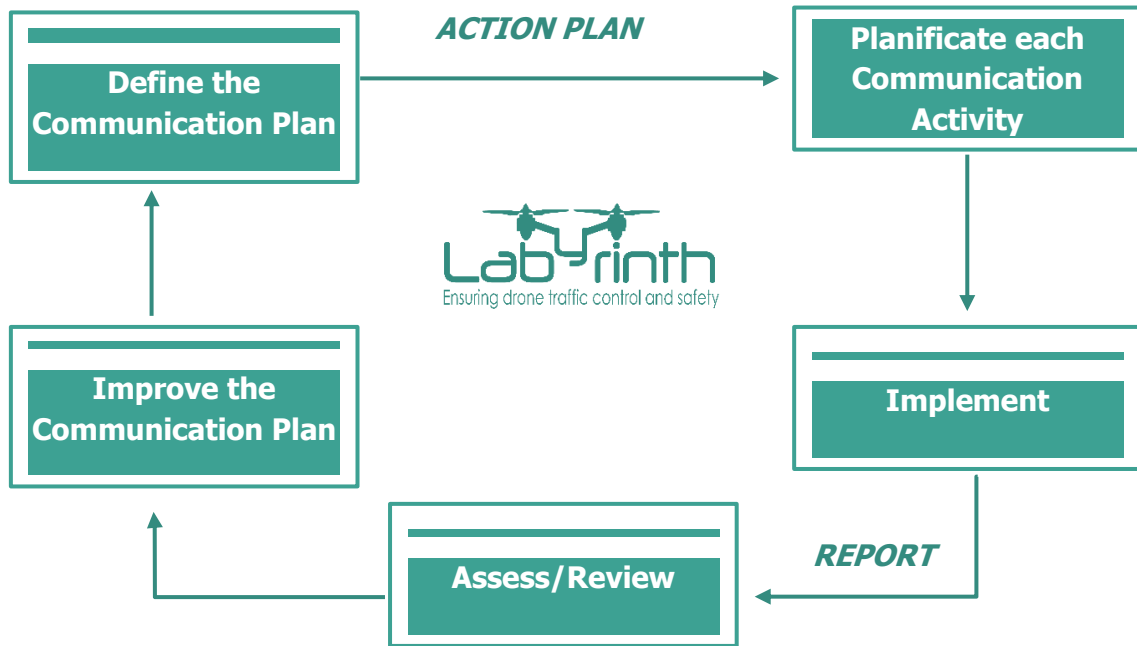 ACTION PLAN
Define the
Communication Plan
Planificate each
Communication
Activity
Labyrinth
Ensuring drone traffic control and safety
Improve the
Communication Plan
Implement
REPORT
Assess/Review